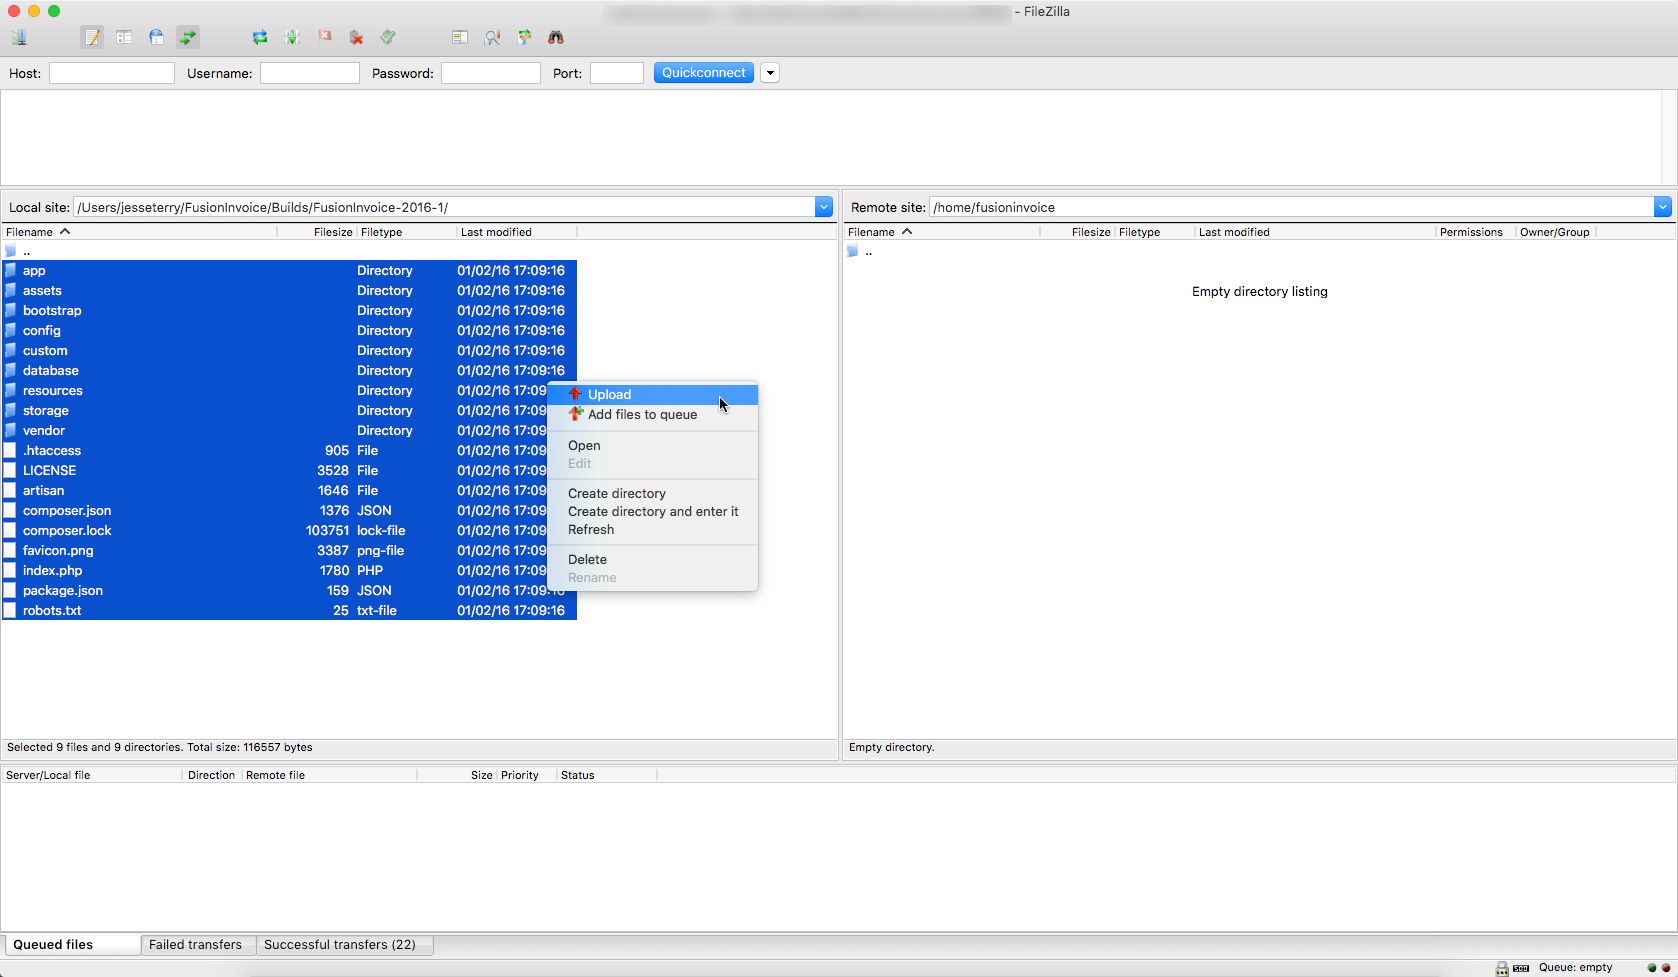 - FileZilla
Host: Username: Password: Port: Quickconnect
Local site: /Users/jesseterry/FusionInvoice/Builds/FusionInvoice-2016-1/
Filename Filesize Filetype Last modified
..
app Directory 01/02/16 17:09:16
assets Directory 01/02/16 17:09:16
bootstrap Directory 01/02/16 17:09:16
config Directory 01/02/16 17:09:16
custom Directory 01/02/16 17:09:16
database Directory 01/02/16 17:09:16
resources Directory 01/02/16 17:09
storage Directory 01/02/16 17:09
vendor Directory 01/02/16 17:09
.htaccess 905 File 01/02/16 17:09
LICENSE 3528 File 01/02/16 17:09
artisan 1646 File 01/02/16 17:09
composer.json 1376 JSON 01/02/16 17:09
composer.lock 103751 lock-file 01/02/16 17:09
favicon.png 3387 png-file 01/02/16 17:09
index.php 1780 PHP 01/02/16 17:09
package.json 159 JSON 01/02/16 17:09:16
robots.txt 25 txt-file 01/02/16 17:09:16
Upload
Add files to queue
Open
Edit
Create directory
Create directory and enter it
Refresh
Delete
Rename
Selected 9 files and 9 directories. Total size: 116557 bytes
Remote site: /home/fusioninvoice
Filename Filesize Filetype Last modified Permissions Owner/Group
..
Empty directory listing
Empty directory.
Server/Local file Direction Remote file Size Priority Status
Queued files Failed transfers Successful transfers (22)
Queue: empty